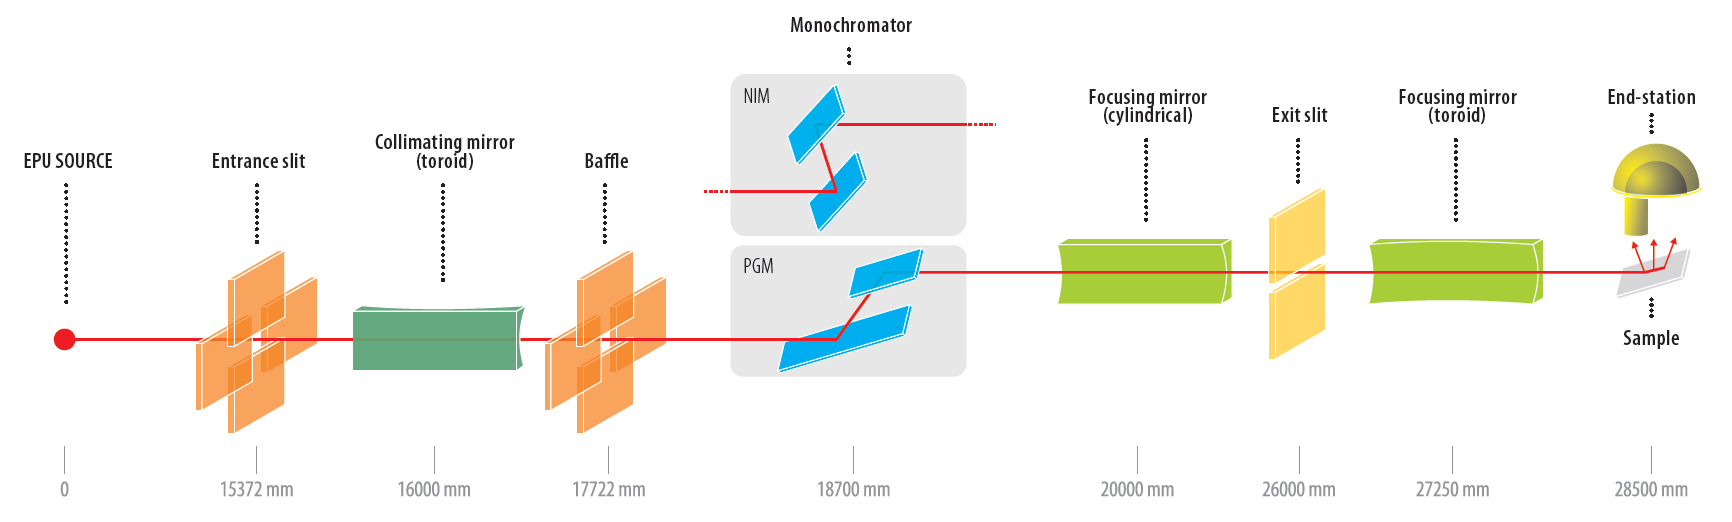 Monochromator
NIM
PGM
EPU SOURCE
Entrance slit
Collimating mirror
(toroid)
Baffle
Focusing mirror
(cylindrical)
Exit slit
Focusing mirror
(toroid)
End-station
Sample
0
15372 mm
16000 mm
17722 mm
18700 mm
20000 mm
26000 mm
27250 mm
28500 mm